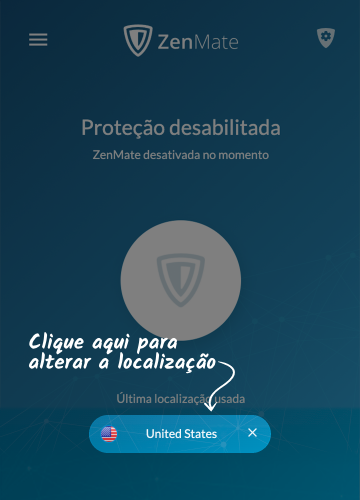 ZenMate
Proteção desabilitada
ZenMate desativada no momento
Clique aqui para
alterar a localização
Última localização usada
United States